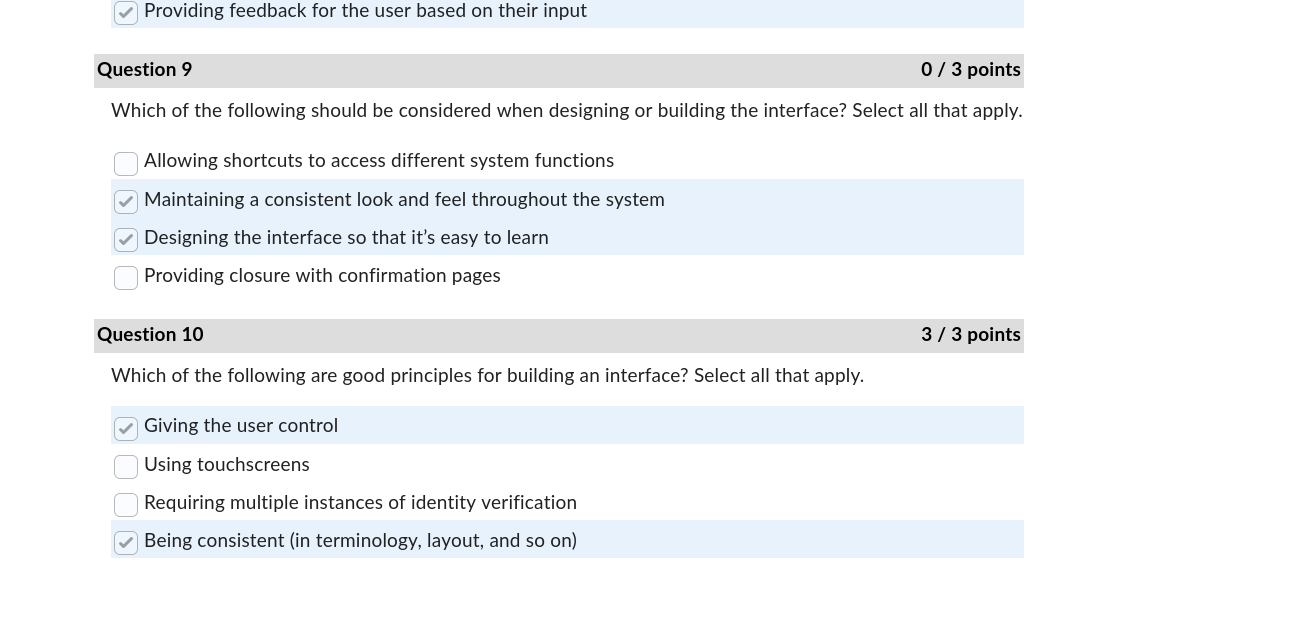 Providing feedback for the user based on their input
Question 9 0 / 3 points
Which of the following should be considered when designing or building the interface? Select all that apply.
Allowing shortcuts to access different system functions
Maintaining a consistent look and feel throughout the system
Designing the interface so that it’s easy to learn
Providing closure with confirmation pages
Question 10 3 / 3 points
Which of the following are good principles for building an interface? Select all that apply.
Giving the user control
Using touchscreens
Requiring multiple instances of identity verification
Being consistent (in terminology, layout, and so on)